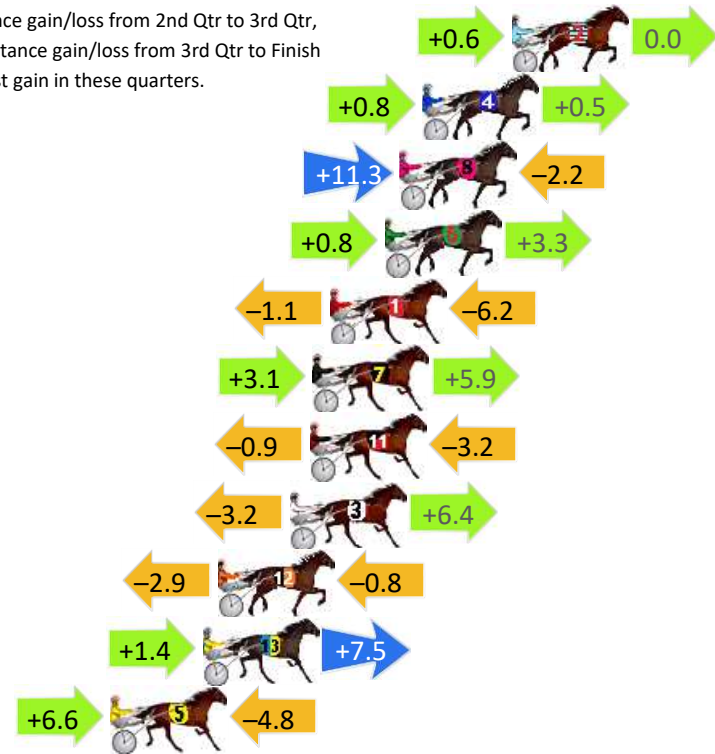 nce gain/loss from 2nd Qtr to 3rd Qtr,
tance gain/loss from 3rd Qtr to Finish
st gain in these quarters.
+0.6 0.0
+0.8 4 +0.5
+11.3 8 –2.2
+0.8 6 +3.3
–1.1 1 –6.2
+3.1 7 +5.9
–0.9 11 –3.2
–3.2 3 +6.4
–2.9 12 –0.8
+1.4 13 +7.5
+6.6 5 –4.8